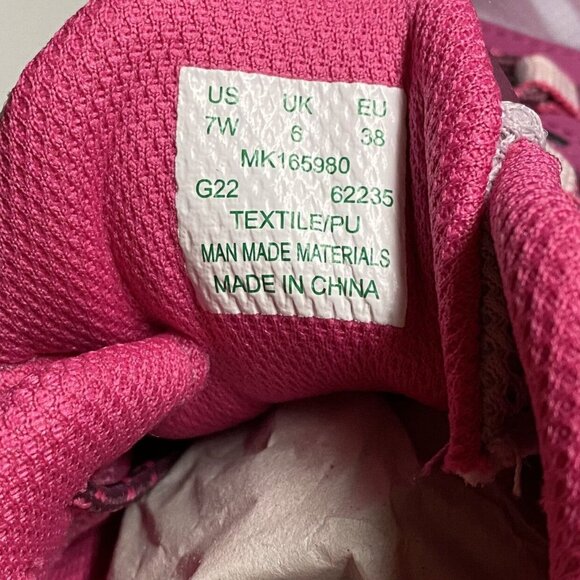 US UK EU
7W 6 38
MK165980
G22 62235
TEXTILE/PU
MAN MADE MATERIALS
MADE IN CHINA